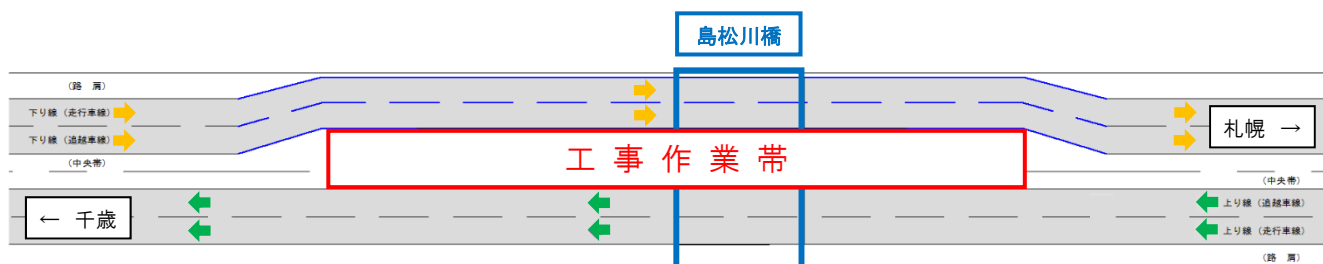 島松川橋
(路 肩)
下り線 (走行車線)
下り線 (追越車線)
(中央帯)
札幌 →
工事作業帯
(中央帯)
← 千歳
上り線 (追越車線)
上り線 (走行車線)
(路 肩)